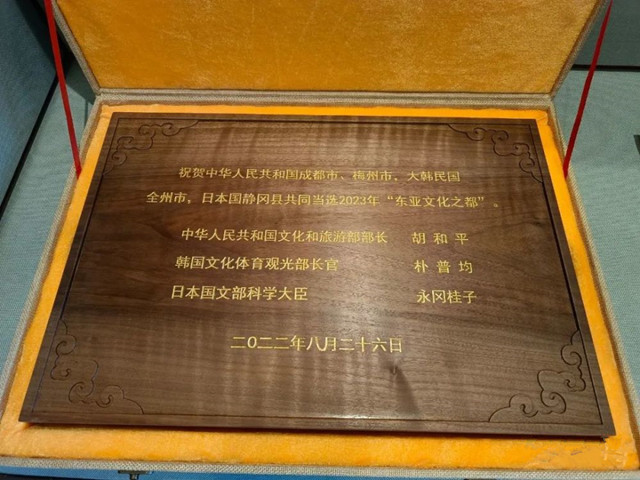 祝贺中华人民共和国成都市、梅州市，大韩民国
全州市，日本国静冈县共同当选2023年“东亚文化之都”。
中华人民共和国文化和旅游部部长 胡和平
韩国文化体育观光部长官 朴普均
日本国文部科学大臣 永冈桂子
二0二二年八月二十六日